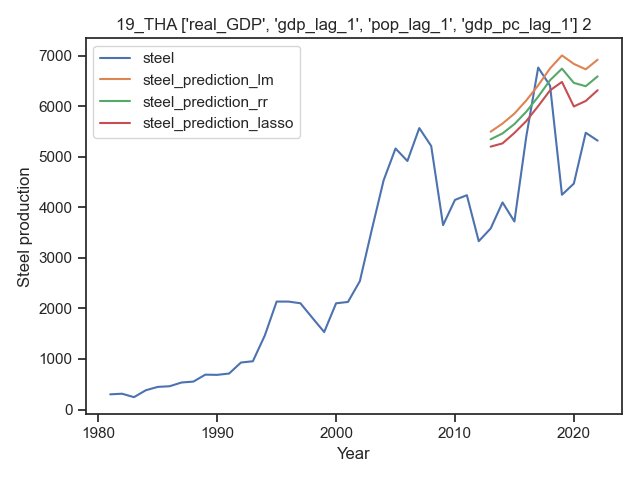 19_THA ['real_GDP', 'gdp_lag_1', 'pop_lag_1', 'gdp_pc_lag_1'] 2
steel
steel_prediction_lm
steel_prediction_rr
steel_prediction_lasso
7000
6000
5000
4000
3000
2000
1000
0
Steel production
1980
1990
2000
2010
2020
Year